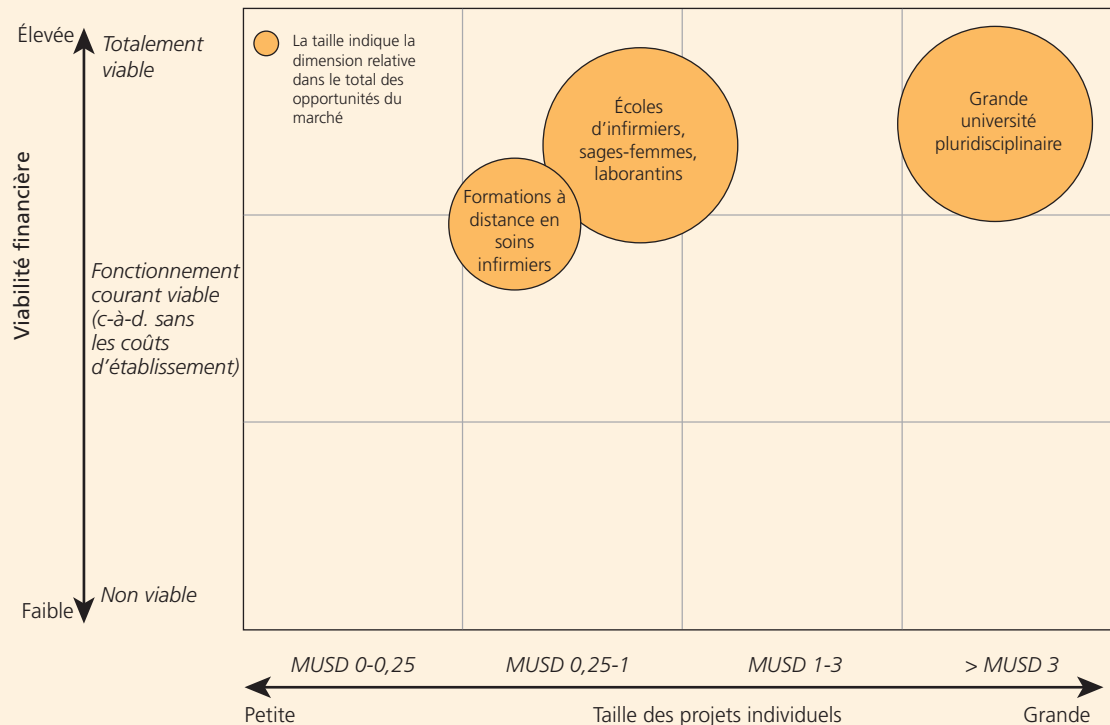 Élevée
Totalement
viable
La taille indique la
dimension relative
dans le total des
opportunités du
marché
Écoles
d'infirmiers,
sages-femmes,
laborantins
Grande
université
pluridisciplinaire
Formations à
distance en
soins
infirmiers
Viabilité financière
Fonctionnement
courant viable
(c-à-d. sans
les coûts
d'établissement)
Non viable
Faible
MUSD 0-0,25
MUSD 0,25-1
MUSD 1-3
> MUSD 3
Petite
Taille des projets individuels
Grande